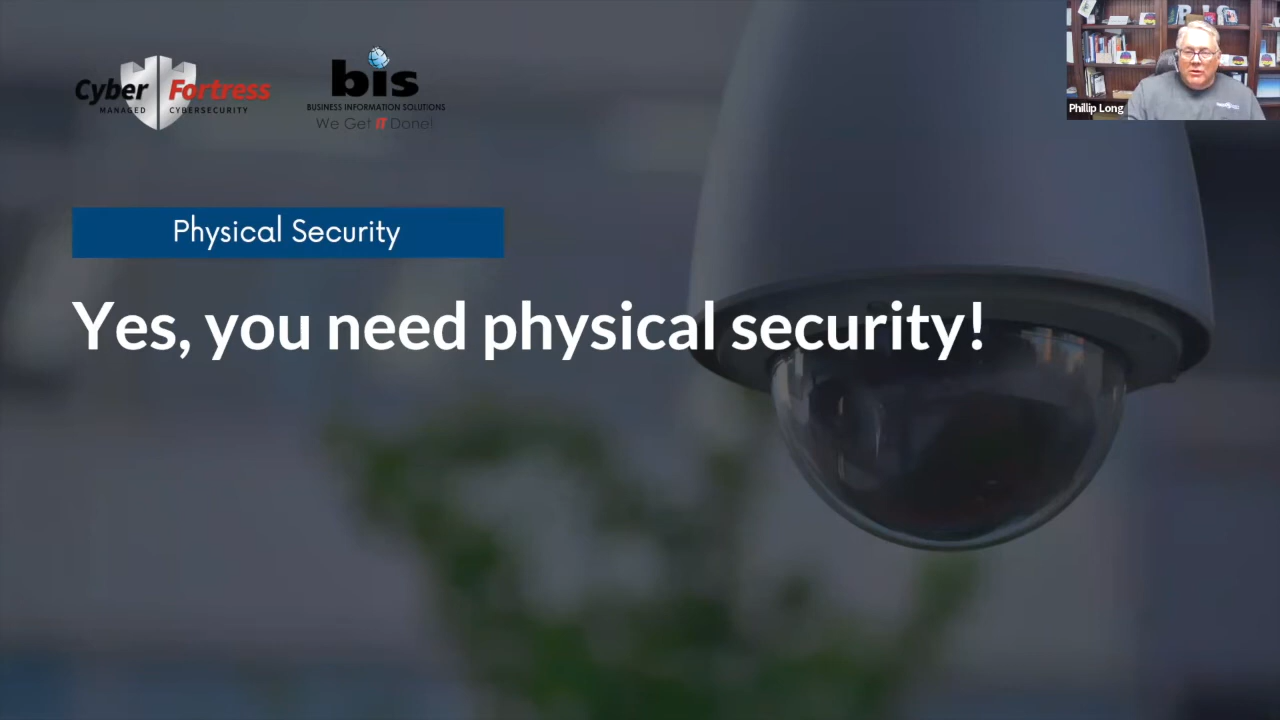 Cyber Fortress
MANAGED CYBERSECURITY
bis
BUSINESS INFORMATION SOLUTIONS
We Get IT Done!
Phillip Long
Physical Security
Yes, you need physical security!